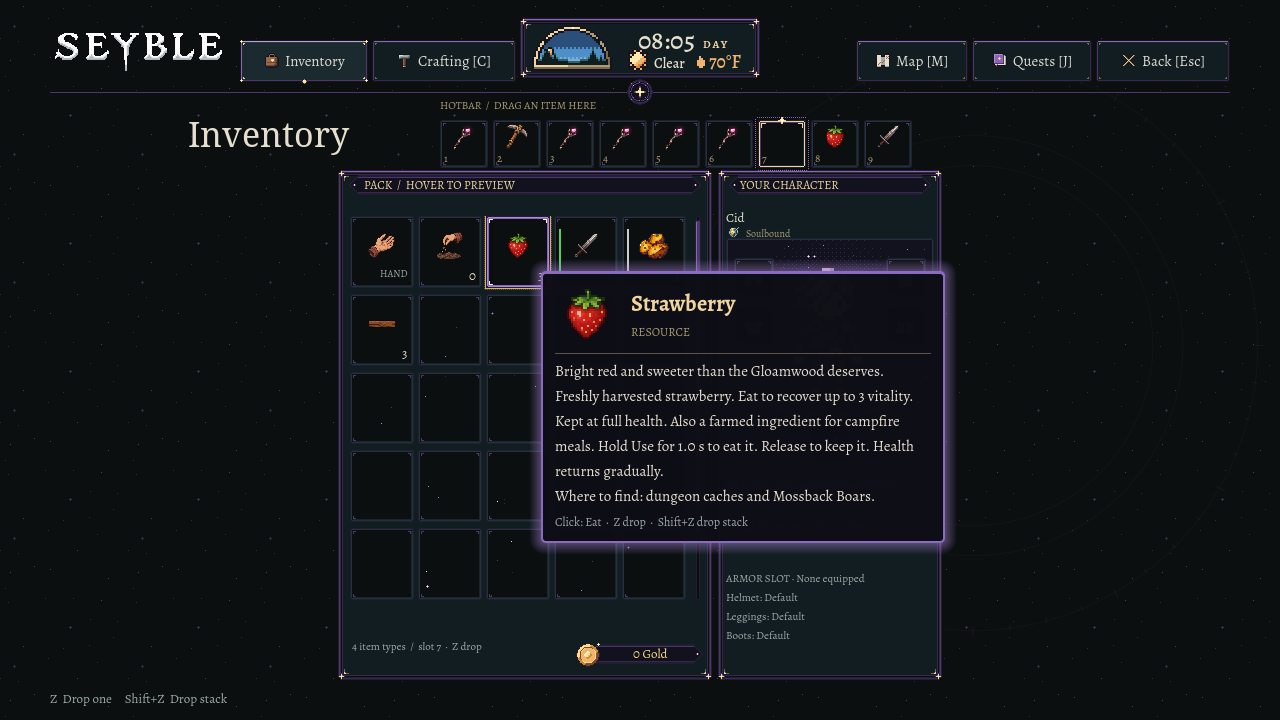 SEYBLE
Inventory
Crafting [C]
08:05 DAY
Clear 70°F
Map [M]
Quests [J]
Back [Esc]
HOTBAR / DRAG AN ITEM HERE
Inventory
1
2
3
4
5
6
7
8
9
PACK / HOVER TO PREVIEW
YOUR CHARACTER
Cid
Soulbound
HAND
0
3
Strawberry
RESOURCE
Bright red and sweeter than the Gloamwood deserves.
Freshly harvested strawberry. Eat to recover up to 3 vitality.
Kept at full health. Also a farmed ingredient for campfire
meals. Hold Use for 1.0 s to eat it. Release to keep it. Health
returns gradually.
Where to find: dungeon caches and Mossback Boars.
Click: Eat · Z drop · Shift+Z drop stack
ARMOR SLOT · None equipped
Helmet: Default
Leggings: Default
Boots: Default
4 item types / slot 7 · Z drop
0 Gold
Z Drop one Shift+Z Drop stack